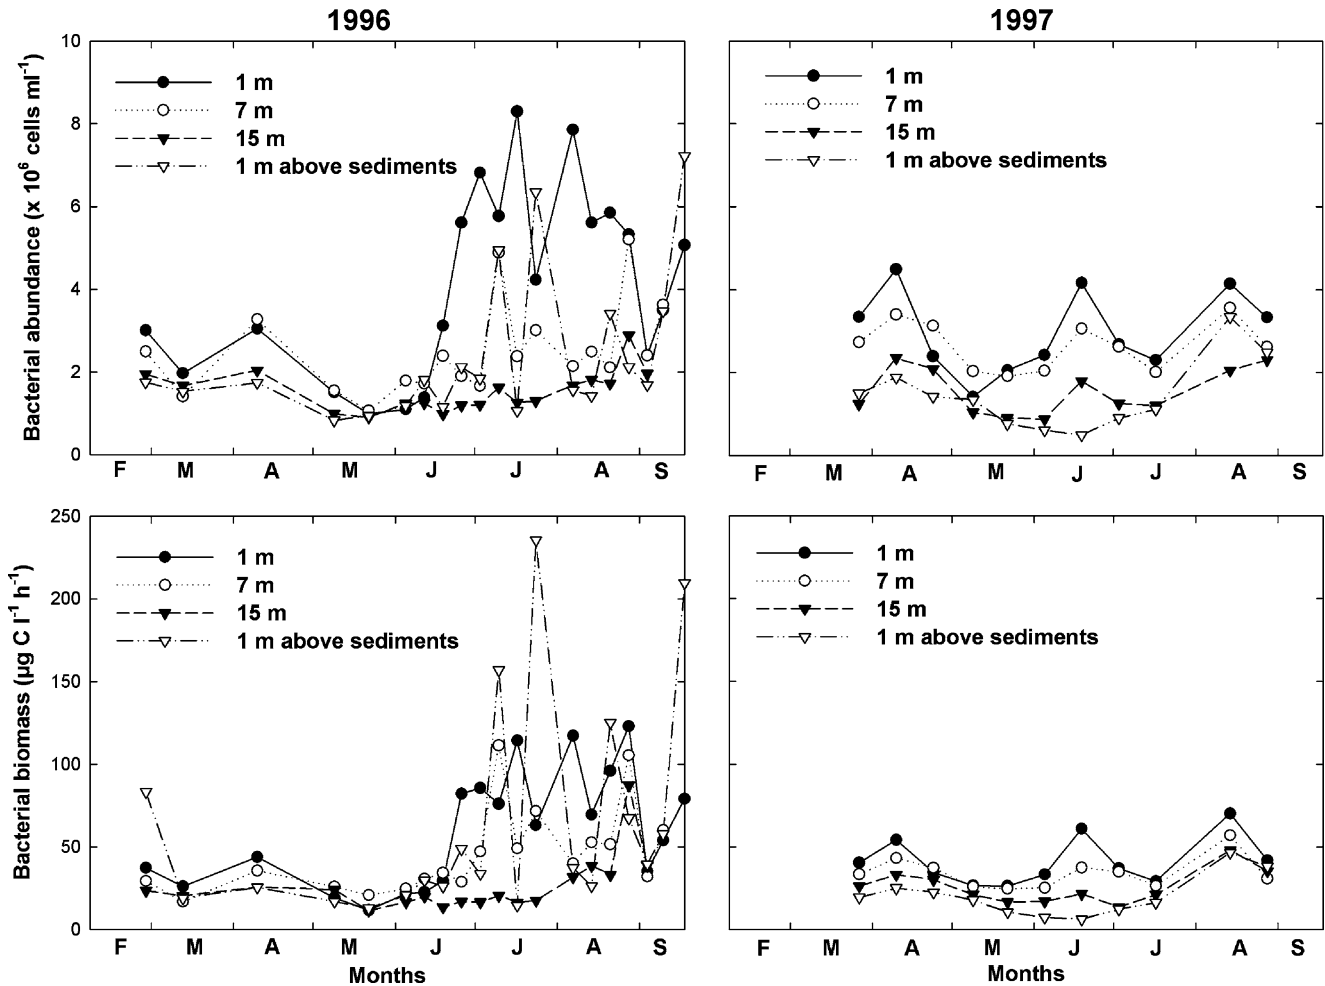 1996
1997
Bacterial abundance (x 10⁶ cells ml⁻¹)
10
8
6
4
2
0
1 m
7 m
15 m
1 m above sediments
F M A M J J A S
1 m
7 m
15 m
1 m above sediments
F M A M J J A S
Bacterial biomass (µg C l⁻¹ h⁻¹)
250
200
150
100
50
0
1 m
7 m
15 m
1 m above sediments
F M A M J J A S
Months
1 m
7 m
15 m
1 m above sediments
F M A M J J A S
Months